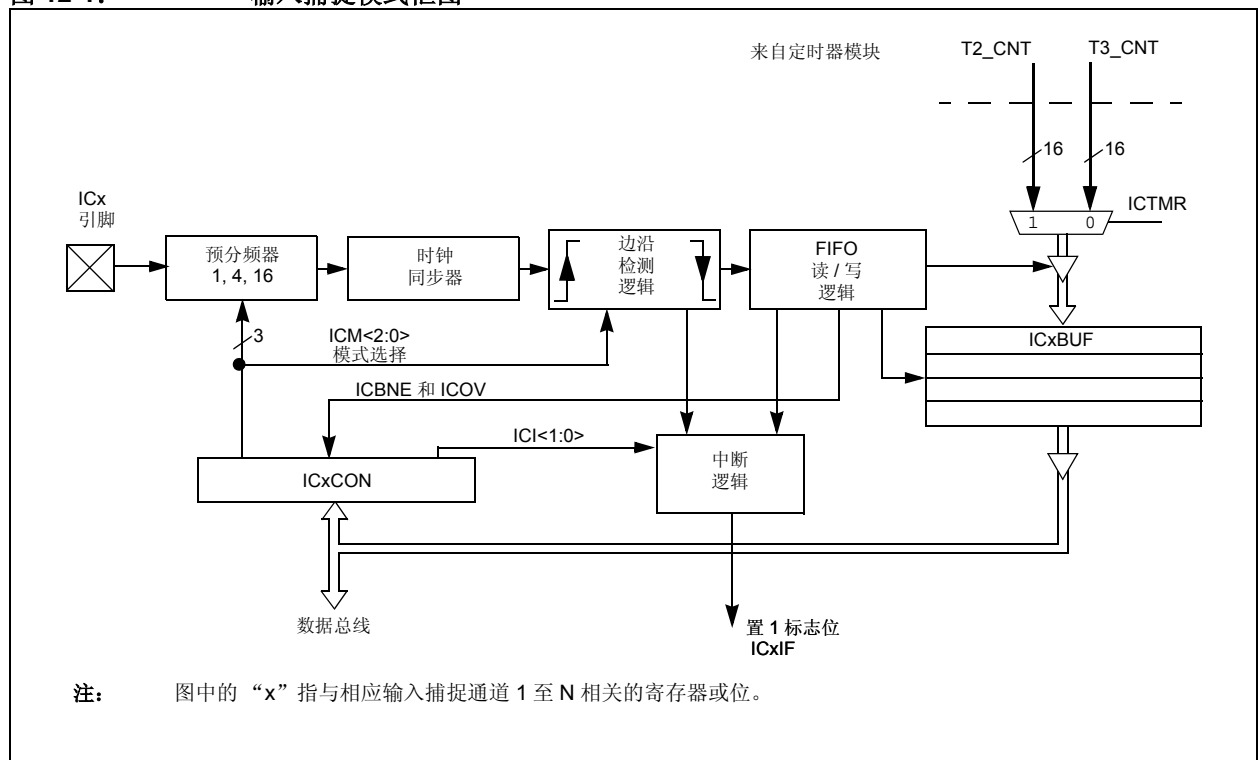 图 12-1: 输入捕捉模式框图
来自定时器模块
T2_CNT
T3_CNT
16
16
ICx
引脚
ICTMR
1 0
预分频器
1, 4, 16
时钟
同步器
边沿
检测
逻辑
FIFO
读 / 写
逻辑
3
ICM<2:0>
模式选择
ICxBUF
ICBNE 和 ICOV
ICI<1:0>
中断
逻辑
ICxCON
数据总线
置 1 标志位
ICxIF
注: 图中的 “x”指与相应输入捕捉通道 1 至 N 相关的寄存器或位。